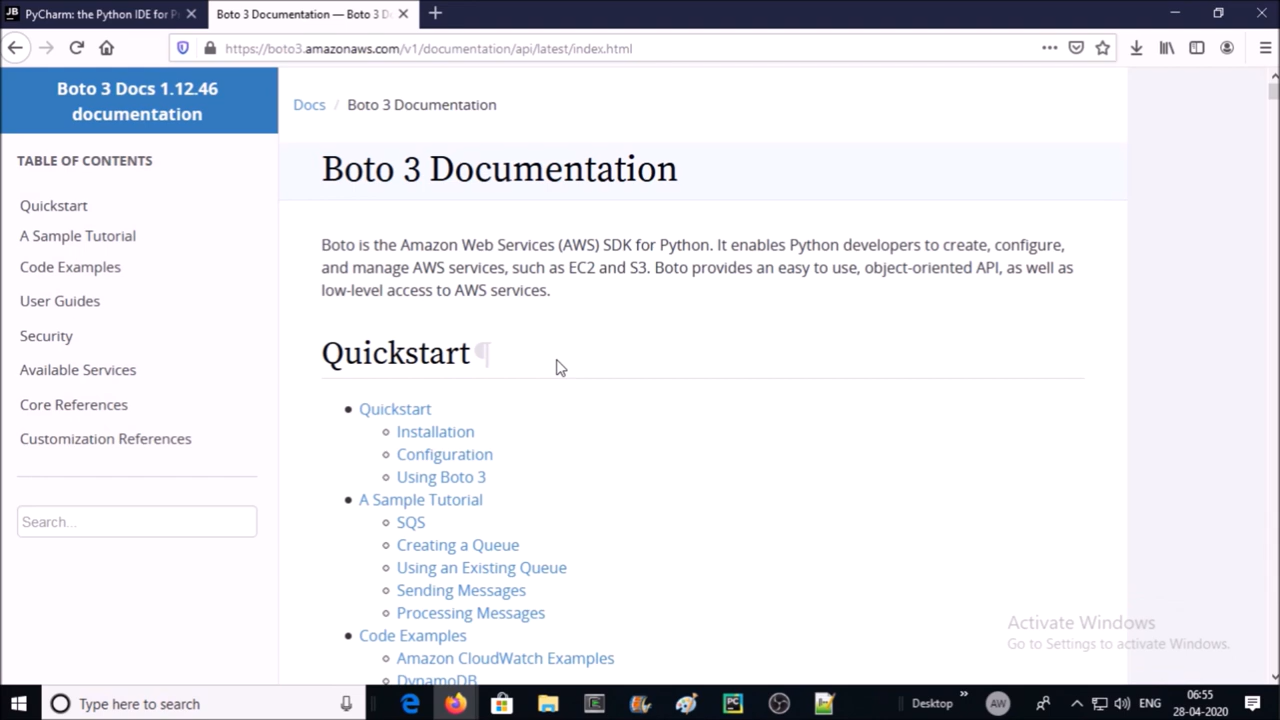 PyCharm: the Python IDE for P
Boto 3 Documentation — Boto 3 D
https://boto3.amazonaws.com/v1/documentation/api/latest/index.html
Boto 3 Docs 1.12.46
documentation
TABLE OF CONTENTS
Quickstart
A Sample Tutorial
Code Examples
User Guides
Security
Available Services
Core References
Customization References
Search...
Docs / Boto 3 Documentation
Boto 3 Documentation
Boto is the Amazon Web Services (AWS) SDK for Python. It enables Python developers to create, configure,
and manage AWS services, such as EC2 and S3. Boto provides an easy to use, object-oriented API, as well as
low-level access to AWS services.
Quickstart ¶
Quickstart
Installation
Configuration
Using Boto 3
A Sample Tutorial
SQS
Creating a Queue
Using an Existing Queue
Sending Messages
Processing Messages
Code Examples
Amazon CloudWatch Examples
DynamoDB
Activate Windows
Go to Settings to activate Windows.
Type here to search
Desktop
AW
ENG
06:55
28-04-2020